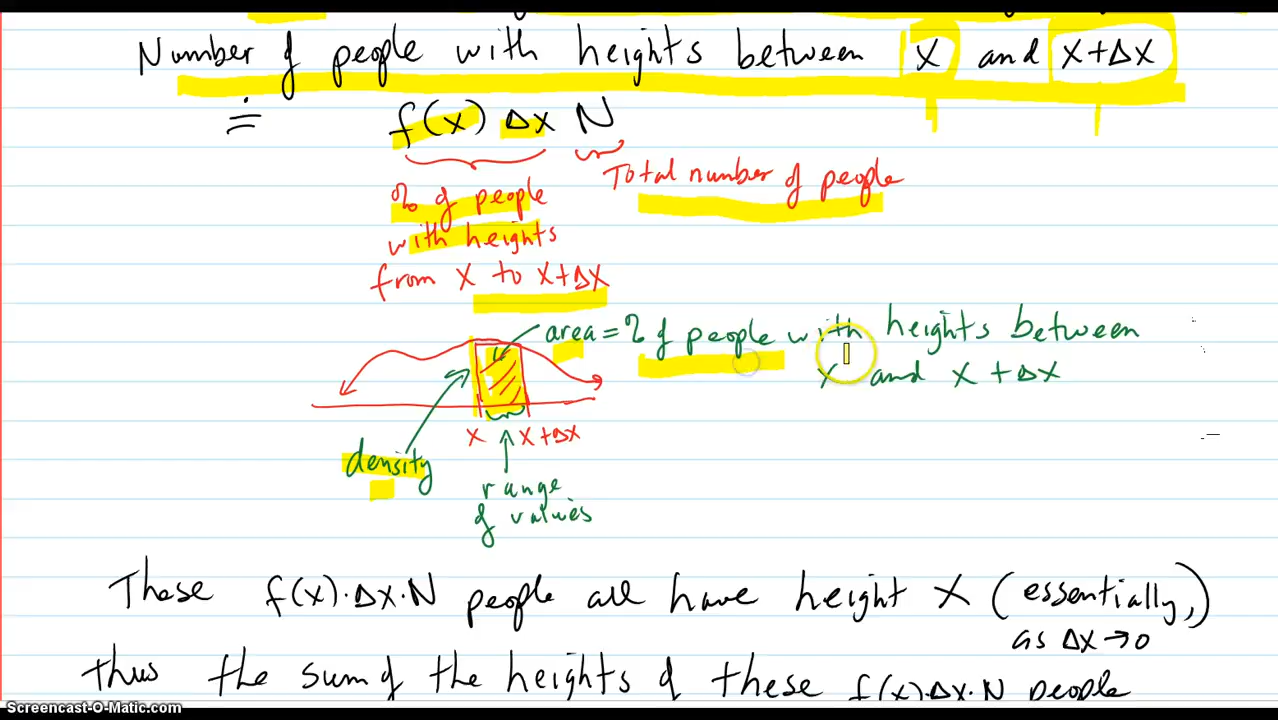 Number of people with heights between x and x+Δx
≐ f(x) Δx N
Total number of people
% of people
with heights
from x to x+Δx
area = % of people with heights between
x and x+Δx
x x+Δx
density
range
of values
These f(x)·Δx·N people all have height x (essentially,)
as Δx→0
thus the sum of the heights of these f(x)·Δx·N people
Screencast-O-Matic.com